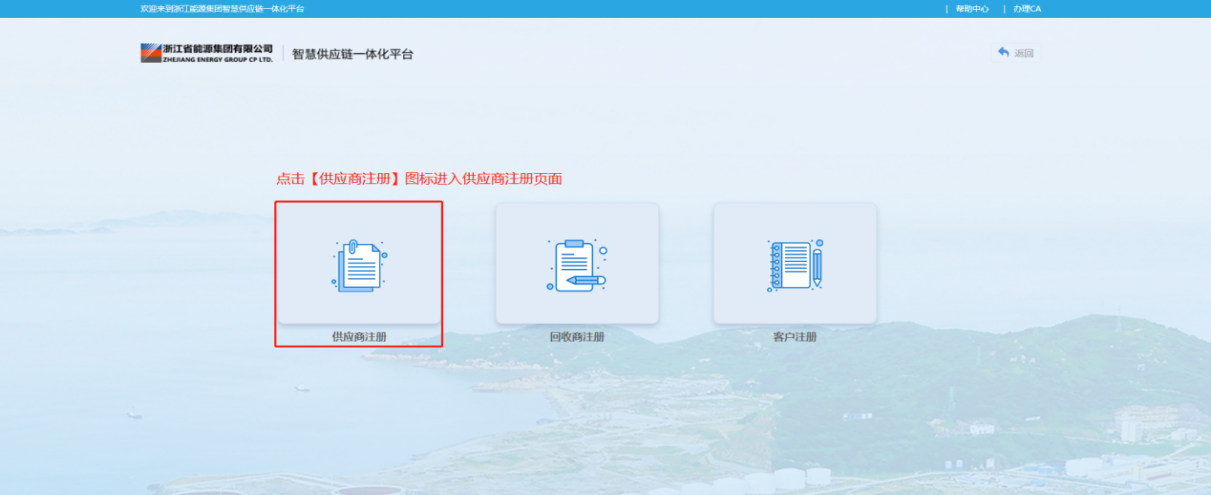 欢迎来到浙江能源集团智慧供应链一体化平台
| 帮助中心 | 办理CA
浙江省能源集团有限公司
ZHEJIANG ENERGY GROUP CP LTD.
智慧供应链一体化平台
返回
点击【供应商注册】图标进入供应商注册页面
供应商注册
回收商注册
客户注册